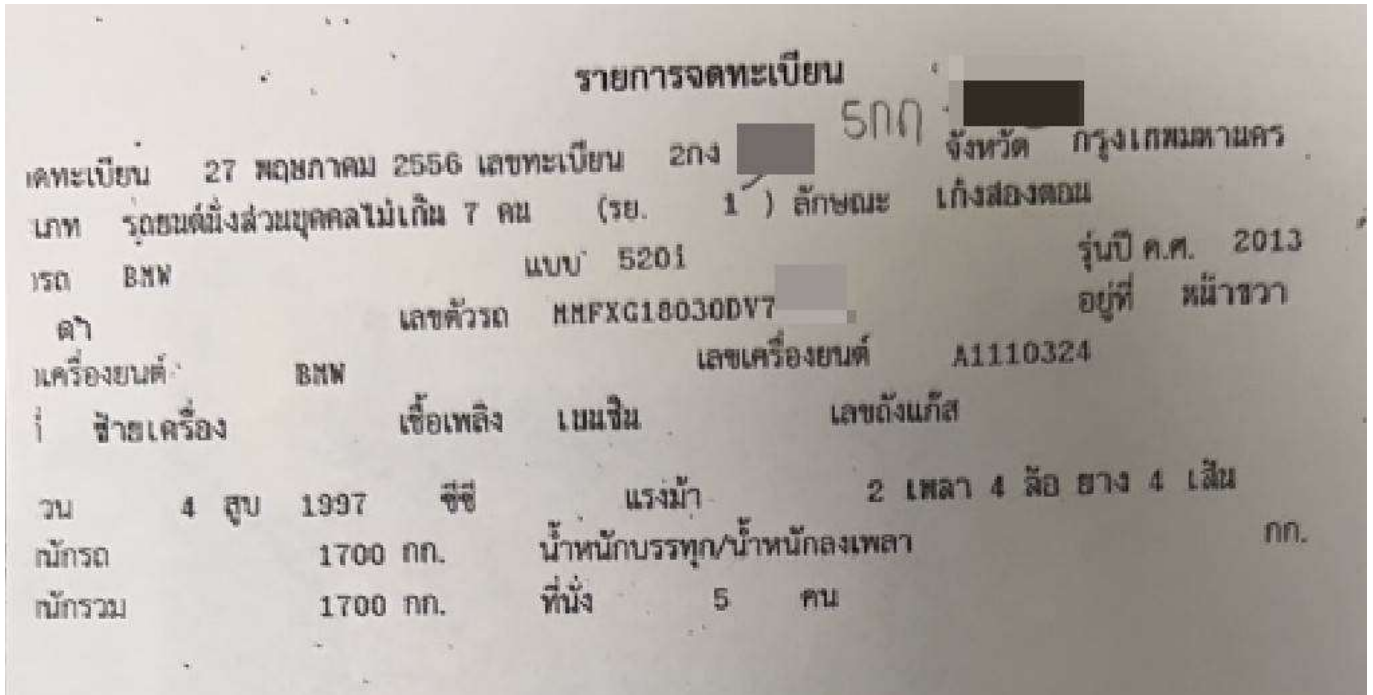 รายการจดทะเบียน
5กก
ดทะเบียน 27 พฤษภาคม 2556 เลขทะเบียน 2กง จังหวัด กรุงเทพมหานคร
เภท รถยนต์นั่งส่วนบุคคลไม่เกิน 7 คน (รย. 1 ) ลักษณะ เก๋งสองตอน
รถ BMW แบบ 520i รุ่นปี ค.ศ. 2013
ดำ เลขตัวรถ MMFXG18030DV7 อยู่ที่ หน้าขวา
เครื่องยนต์ BMW เลขเครื่องยนต์ A1110324
ซ้ายเครื่อง เชื้อเพลิง เบนซิน เลขถังแก๊ส
วน 4 สูบ 1997 ซีซี แรงม้า 2 เพลา 4 ล้อ ยาง 4 เส้น
หนักรถ 1700 กก. น้ำหนักบรรทุก/น้ำหนักลงเพลา กก.
หนักรวม 1700 กก. ที่นั่ง 5 คน